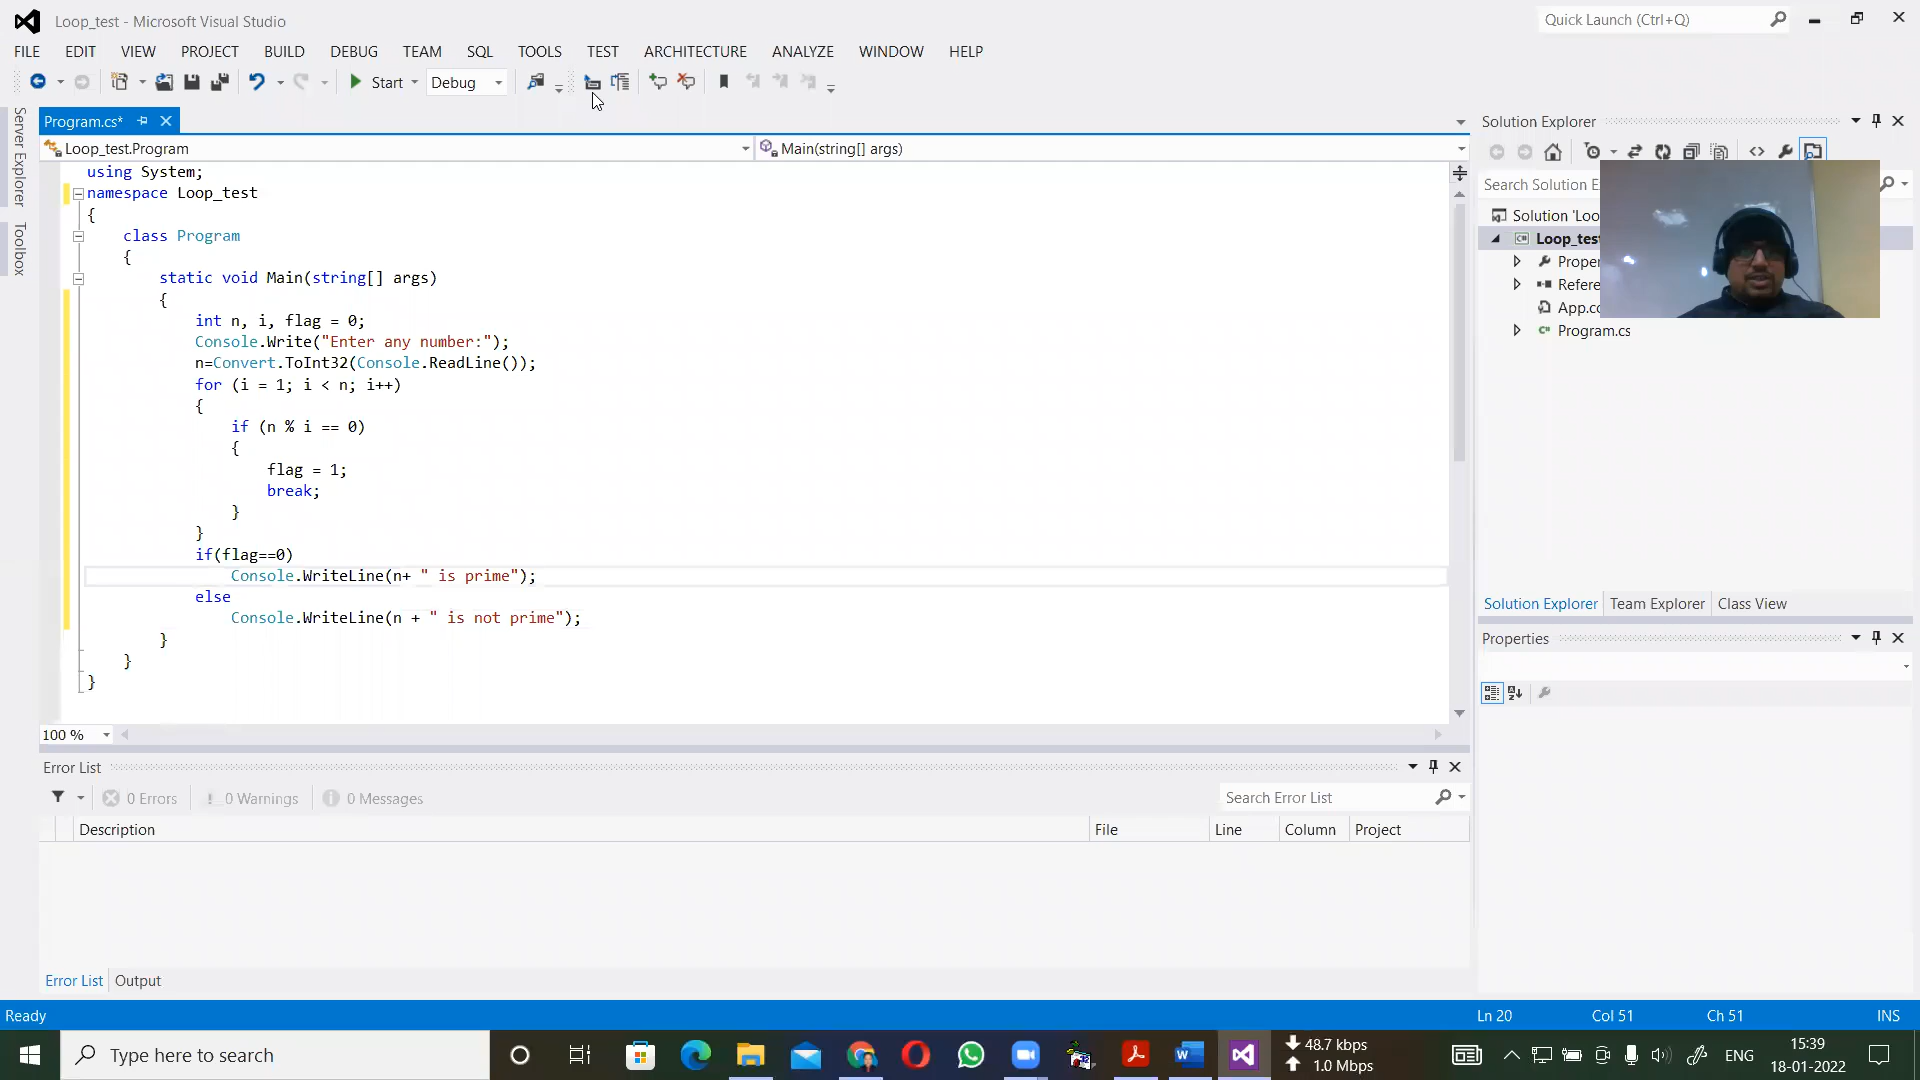 Loop_test - Microsoft Visual Studio
Quick Launch (Ctrl+Q)
FILE EDIT VIEW PROJECT BUILD DEBUG TEAM SQL TOOLS TEST ARCHITECTURE ANALYZE WINDOW HELP
Start Debug
Server Explorer
Toolbox
Program.cs*
Loop_test.Program
Main(string[] args)
using System;
namespace Loop_test
{
class Program
{
static void Main(string[] args)
{
int n, i, flag = 0;
Console.Write("Enter any number:");
n=Convert.ToInt32(Console.ReadLine());
for (i = 1; i < n; i++)
{
if (n % i == 0)
{
flag = 1;
break;
}
}
if(flag==0)
Console.WriteLine(n+ " is prime");
else
Console.WriteLine(n + " is not prime");
}
}
}
100 %
Solution Explorer
Search Solution E
Solution 'Loo
Loop_tes
Proper
Refere
App.co
Program.cs
Solution Explorer Team Explorer Class View
Properties
Error List
0 Errors 0 Warnings 0 Messages
Search Error List
Description File Line Column Project
Error List Output
Ready Ln 20 Col 51 Ch 51 INS
Type here to search
48.7 kbps
1.0 Mbps
ENG
15:39
18-01-2022